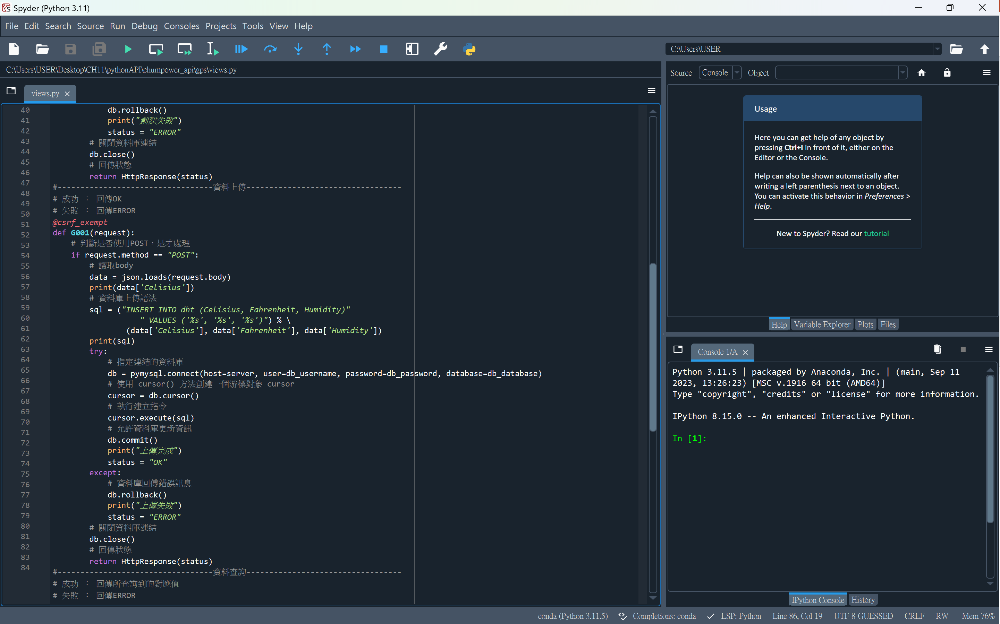 Spyder (Python 3.11)
File Edit Search Source Run Debug Consoles Projects Tools View Help
C:\Users\USER
C:\Users\USER\Desktop\CH11\pythonAPI\chumpower_api\gps\views.py
views.py
40 db.rollback()
41 print("創建失敗")
42 status = "ERROR"
43 # 關閉資料庫連結
44 db.close()
45 # 回傳狀態
46 return HttpResponse(status)
47 #----------------------------------資料上傳----------------------------------
48 # 成功 : 回傳OK
49 # 失敗 : 回傳ERROR
50 @csrf_exempt
51 def G001(request):
52 # 判斷是否使用POST，是才處理
53 if request.method == "POST":
54 # 讀取body
55 data = json.loads(request.body)
56 print(data['Celisius'])
57 # 資料庫上傳語法
58 sql = ("INSERT INTO dht (Celisius, Fahrenheit, Humidity)"
59 " VALUES ('%s', '%s', '%s')") % \
60 (data['Celisius'], data['Fahrenheit'], data['Humidity'])
61 print(sql)
62 try:
63 # 指定連結的資料庫
64 db = pymysql.connect(host=server, user=db_username, password=db_password, database=db_database)
65 # 使用 cursor() 方法創建一個游標對象 cursor
66 cursor = db.cursor()
67 # 執行建立指令
68 cursor.execute(sql)
69 # 允許資料庫更新資訊
70 db.commit()
71 print("上傳完成")
72 status = "OK"
73 except:
74 # 資料庫回傳錯誤訊息
75 db.rollback()
76 print("上傳失敗")
77 status = "ERROR"
78 # 關閉資料庫連結
79 db.close()
80 # 回傳狀態
81 return HttpResponse(status)
82 #----------------------------------資料查詢----------------------------------
83 # 成功 : 回傳所查詢到的對應值
84 # 失敗 : 回傳ERROR
Source Console Object
Usage
Here you can get help of any object by
pressing Ctrl+I in front of it, either on the
Editor or the Console.
Help can also be shown automatically after
writing a left parenthesis next to an object.
You can activate this behavior in Preferences >
Help.
New to Spyder? Read our tutorial
Help Variable Explorer Plots Files
Console 1/A
Python 3.11.5 | packaged by Anaconda, Inc. | (main, Sep 11
2023, 13:26:23) [MSC v.1916 64 bit (AMD64)]
Type "copyright", "credits" or "license" for more information.
IPython 8.15.0 -- An enhanced Interactive Python.
In [1]:
IPython Console History
conda (Python 3.11.5) Completions: conda LSP: Python Line 86, Col 19 UTF-8-GUESSED CRLF RW Mem 76%